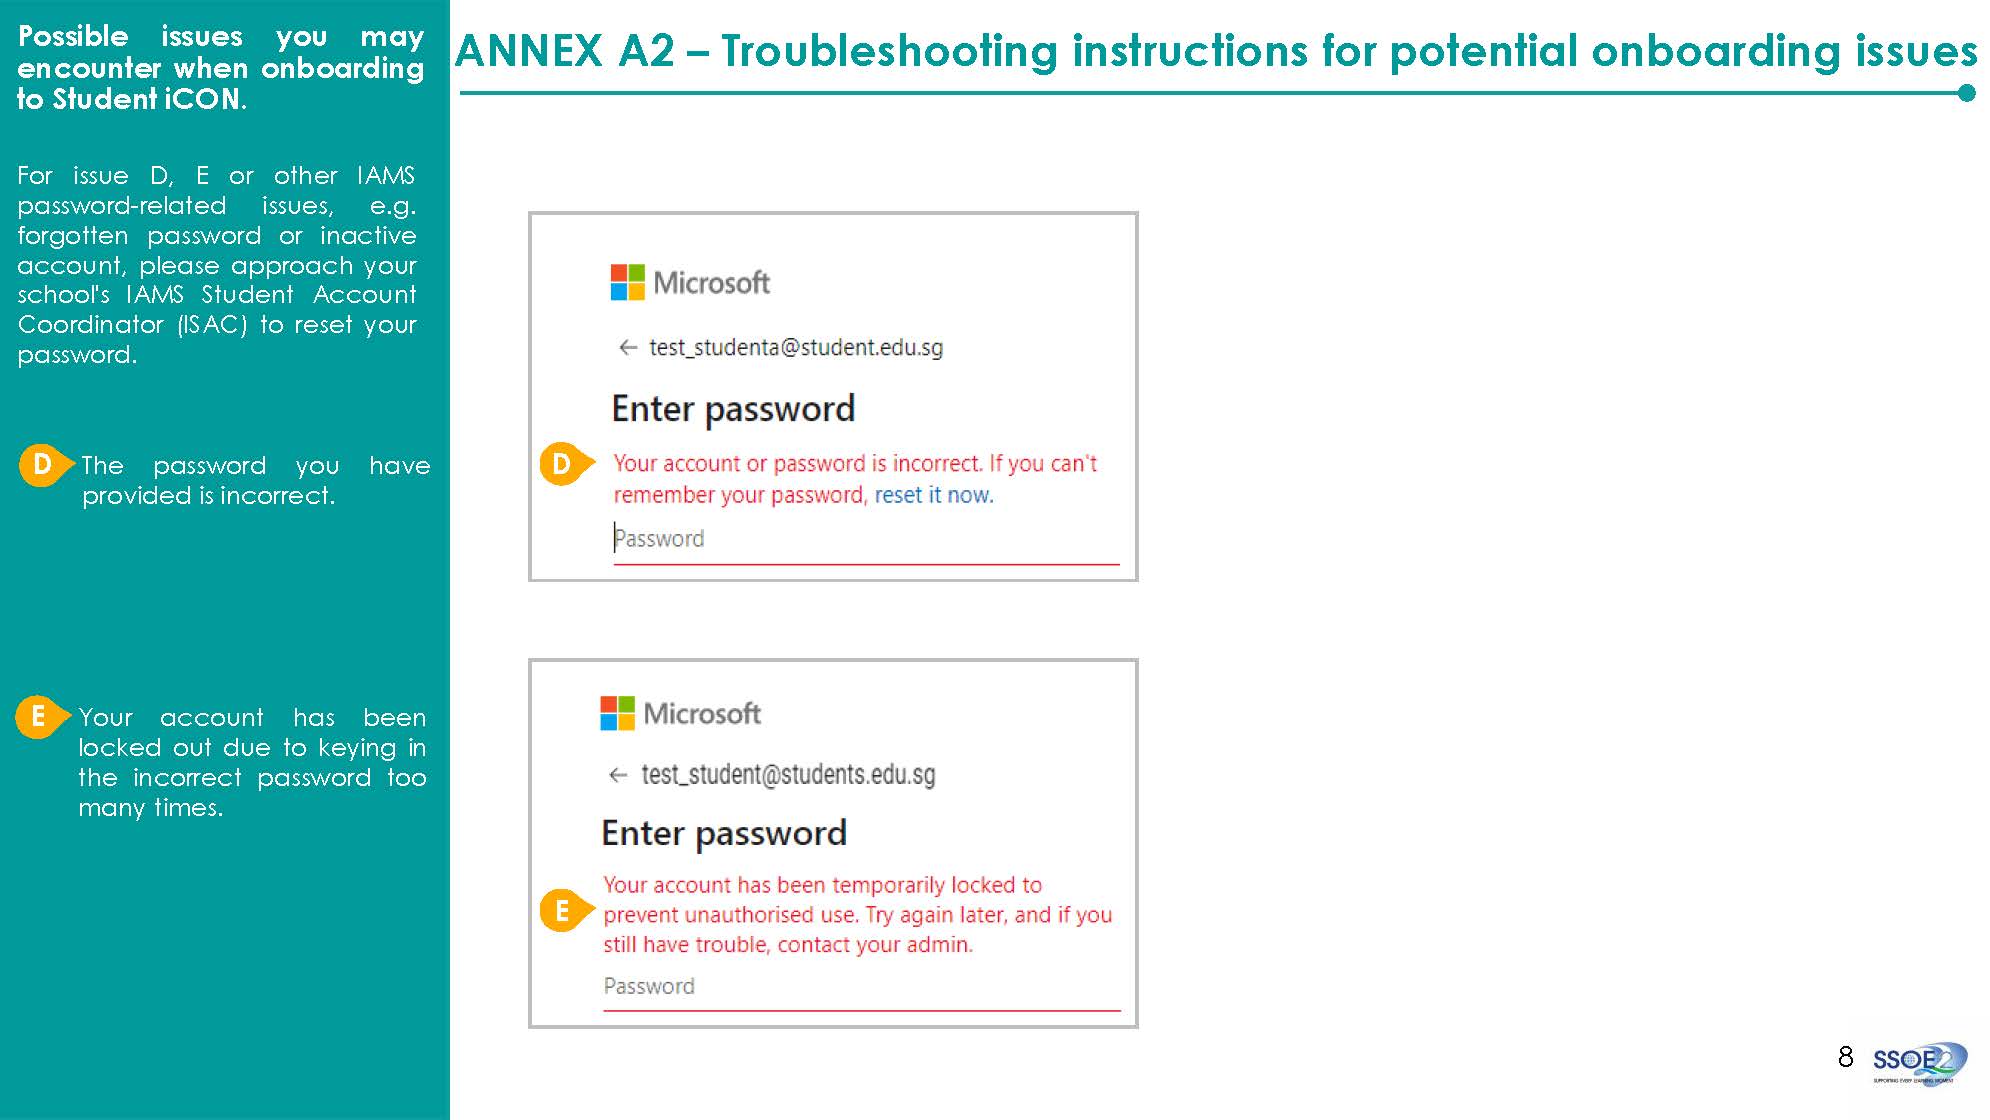 Possible issues you may
encounter when onboarding
to Student iCON.
ANNEX A2 – Troubleshooting instructions for potential onboarding issues
For issue D, E or other IAMS
password-related issues, e.g.
forgotten password or inactive
account, please approach your
school's IAMS Student Account
Coordinator (ISAC) to reset your
password.
D
The password you have
provided is incorrect.
E
Your account has been
locked out due to keying in
the incorrect password too
many times.
Microsoft
← test_studenta@student.edu.sg
Enter password
D
Your account or password is incorrect. If you can't
remember your password, reset it now.
Password
Microsoft
← test_student@students.edu.sg
Enter password
E
Your account has been temporarily locked to
prevent unauthorised use. Try again later, and if you
still have trouble, contact your admin.
Password
8
SSOE2
SUPPORTING EVERY LEARNING MOMENT